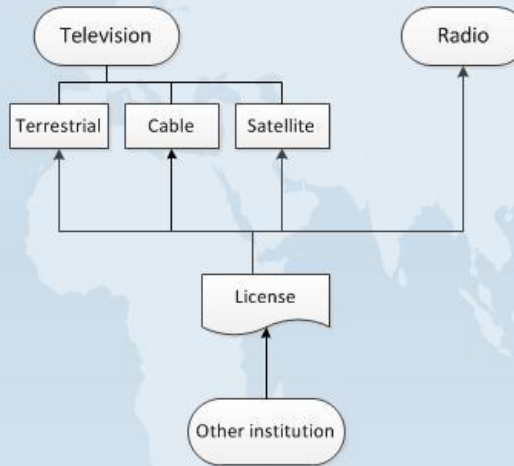 Television
Radio
Terrestrial
Cable
Satellite
License
Other institution